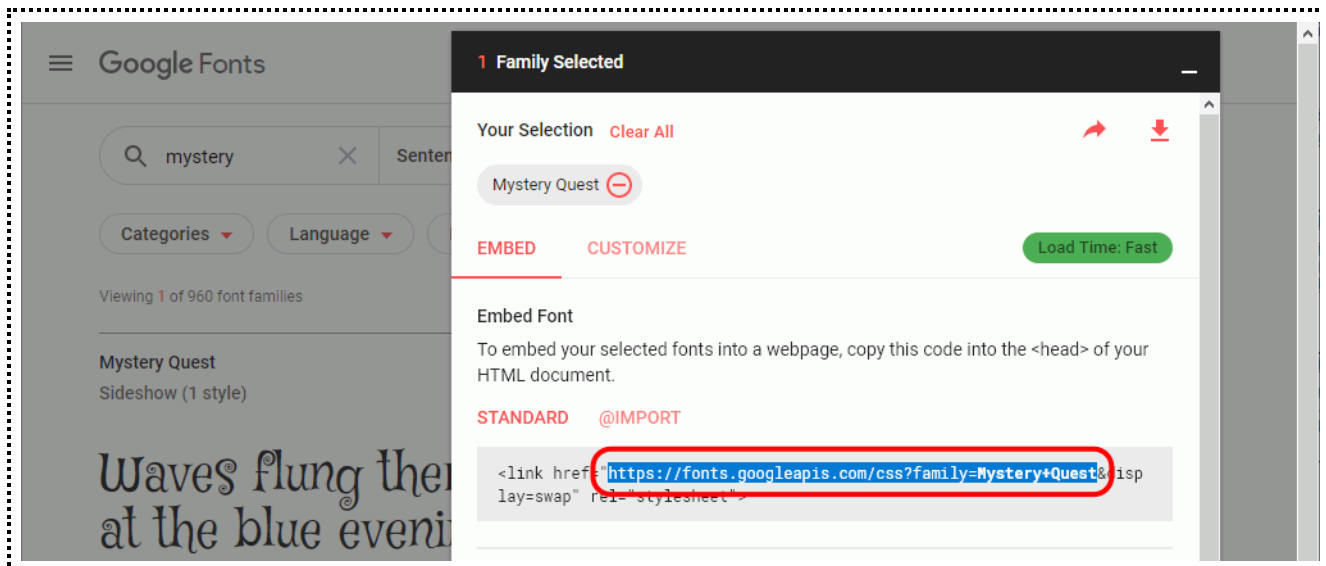 Google Fonts
1 Family Selected
Your Selection Clear All
mystery
Senten
Mystery Quest
Categories
Language
EMBED CUSTOMIZE
Load Time: Fast
Viewing 1 of 960 font families
Embed Font
To embed your selected fonts into a webpage, copy this code into the <head> of your
HTML document.
Mystery Quest
Sideshow (1 style)
STANDARD @IMPORT
Waves flung the
at the blue eveni
<link href="https://fonts.googleapis.com/css?family=Mystery+Quest&disp
lay=swap" rel="stylesheet">